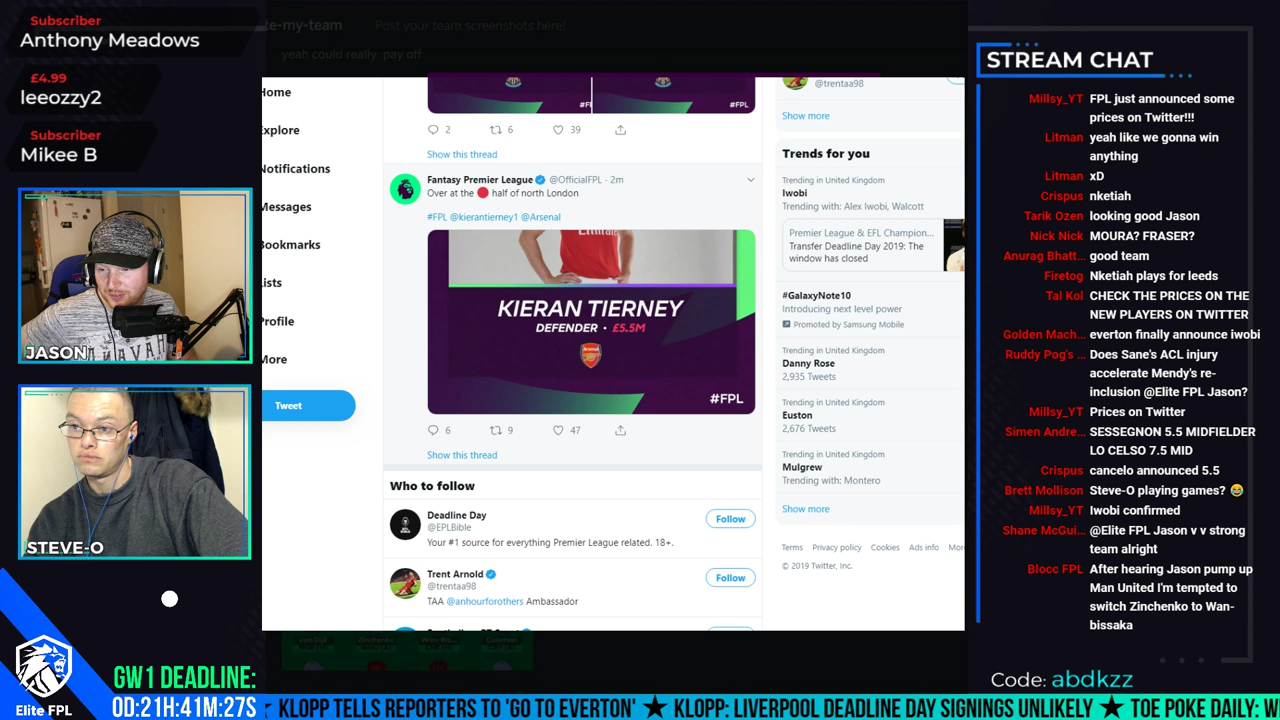 Subscriber
Anthony Meadows
£4.99
leeozzy2
Subscriber
Mikee B
JASON
STEVE-O
Elite FPL
GW1 DEADLINE:
0D:21H:41M:27S
te-my-team
Post your team screenshots here!
yeah could really pay off
Home
Explore
Notifications
Messages
Bookmarks
Lists
Profile
More
Tweet
#FPL
#FPL
2
6
39
Show this thread
Fantasy Premier League @OfficialFPL · 2m
Over at the 🔴 half of north London
#FPL @kierantierney1 @Arsenal
KIERAN TIERNEY
DEFENDER • £5.5M
Arsenal
#FPL
6
9
47
Show this thread
Who to follow
Deadline Day
@EPLBible
Follow
Your #1 source for everything Premier League related. 18+.
Trent Arnold
@trentaa98
Follow
TAA @anhourforothers Ambassador
@trentaa98
Show more
Trends for you
Trending in United Kingdom
Iwobi
Trending with: Alex Iwobi, Walcott
Premier League & EFL Champion...
Transfer Deadline Day 2019: The
window has closed
#GalaxyNote10
Introducing next level power
Promoted by Samsung Mobile
Trending in United Kingdom
Danny Rose
2,935 Tweets
Trending in United Kingdom
Euston
2,676 Tweets
Trending in United Kingdom
Mulgrew
Trending with: Montero
Show more
Terms Privacy policy Cookies Ads info Mor
© 2019 Twitter, Inc.
STREAM CHAT
Millsy_YT FPL just announced some
prices on Twitter!!!
Litman yeah like we gonna win
anything
Litman xD
Crispus nketiah
Tarik Ozen looking good Jason
Nick Nick MOURA? FRASER?
Anurag Bhatt... good team
Firetog Nketiah plays for leeds
Tal Kol CHECK THE PRICES ON THE
NEW PLAYERS ON TWITTER
Golden Mach... everton finally announce iwobi
Ruddy Pog's ... Does Sane's ACL injury
accelerate Mendy's re-
inclusion @Elite FPL Jason?
Millsy_YT Prices on Twitter
Simen Andre... SESSEGNON 5.5 MIDFIELDER
LO CELSO 7.5 MID
Crispus cancelo announced 5.5
Brett Mollison Steve-O playing games? 😂
Millsy_YT Iwobi confirmed
Shane McGui... @Elite FPL Jason v v strong
team alright
Blocc FPL After hearing Jason pump up
Man United i'm tempted to
switch Zinchenko to Wan-
bissaka
Code: abdkzz
★ KLOPP TELLS REPORTERS TO 'GO TO EVERTON' ★ KLOPP: LIVERPOOL DEADLINE DAY SIGNINGS UNLIKELY ★ TOE POKE DAILY: W